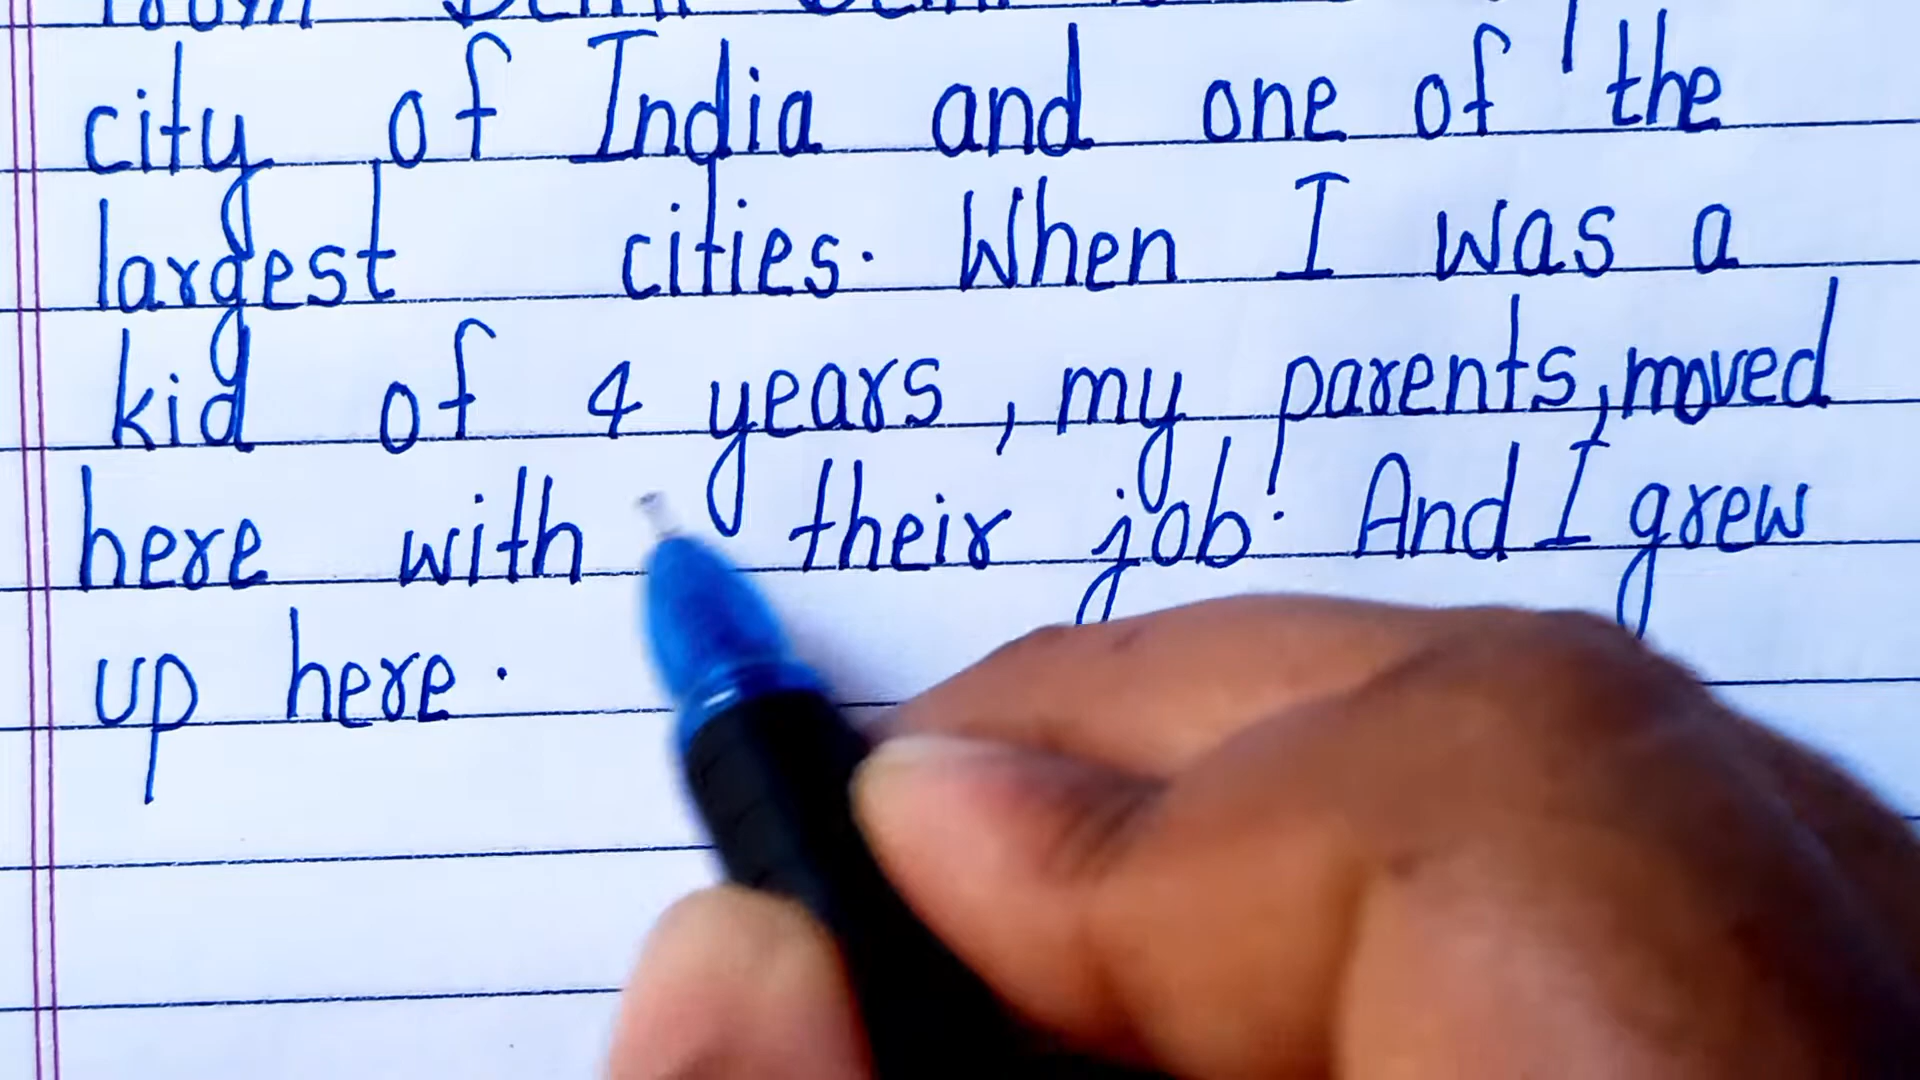 city of India and one of the
largest cities. When I was a
kid of 4 years, my parents, moved
here with their job. And I grew
up here.